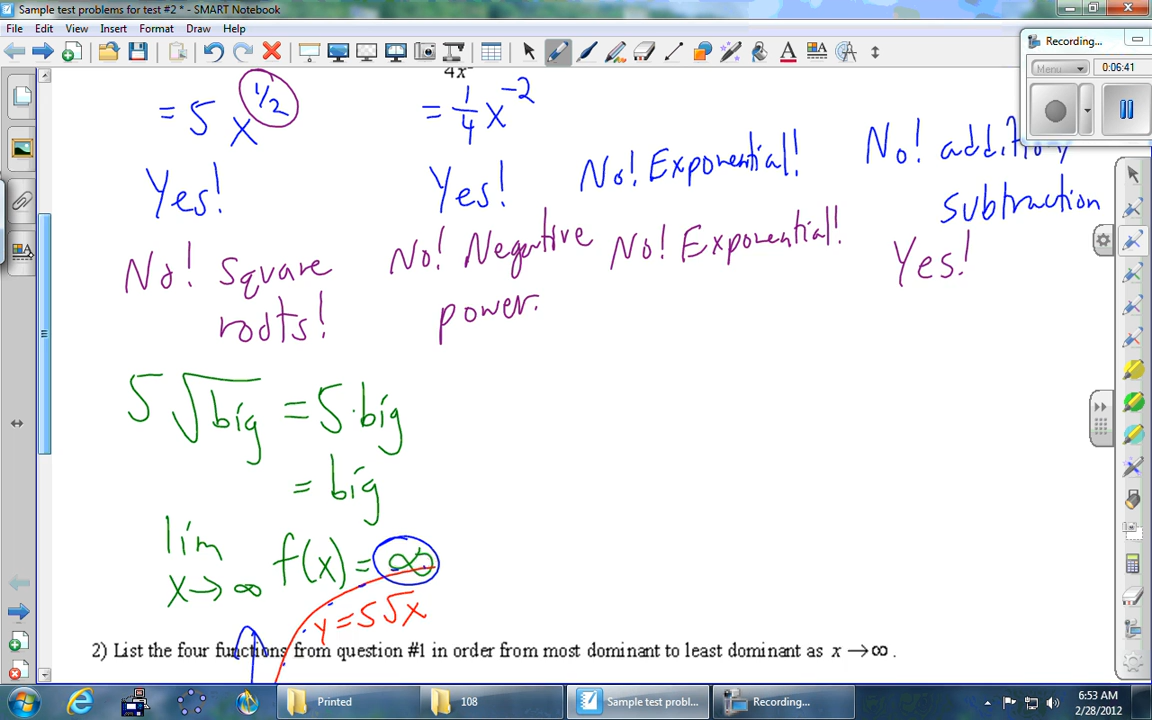 Sample test problems for test #2 * - SMART Notebook
File Edit View Insert Format Draw Help
Recording...
Menu 0:06:41
4x
= 5 x^{1/2}
= 1/4 x^{-2}
Yes!
Yes!
No! Exponential!
No! addition/
subtraction
No! Square
roots!
No! Negative
power.
No! Exponential!
Yes!
5 √big = 5·big
= big
lim x→∞ f(x) = ∞
y = 5√x
2) List the four functions from question #1 in order from most dominant to least dominant as x → ∞ .
Printed
108
Sample test probl...
Recording...
6:53 AM
2/28/2012